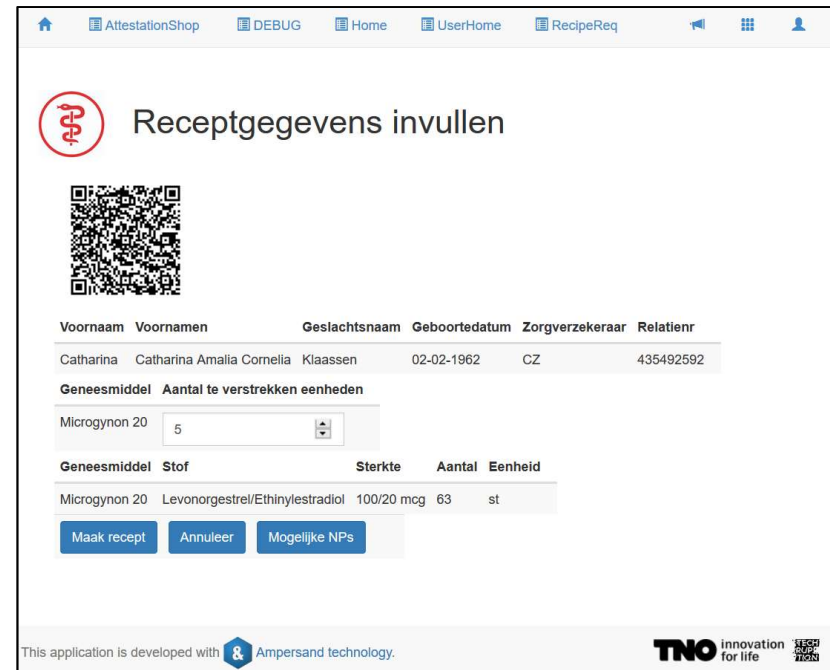 AttestationShop DEBUG Home UserHome RecipeReq
Receptgegevens invullen
Voornaam Voornamen Geslachtsnaam Geboortedatum Zorgverzekeraar Relatienr
Catharina Catharina Amalia Cornelia Klaassen 02-02-1962 CZ 435492592
Geneesmiddel Aantal te verstrekken eenheden
Microgynon 20 5
Geneesmiddel Stof Sterkte Aantal Eenheid
Microgynon 20 Levonorgestrel/Ethinylestradiol 100/20 mcg 63 st
Maak recept Annuleer Mogelijke NPs
This application is developed with & Ampersand technology.
TNO innovation for life
TECH RUPP TION